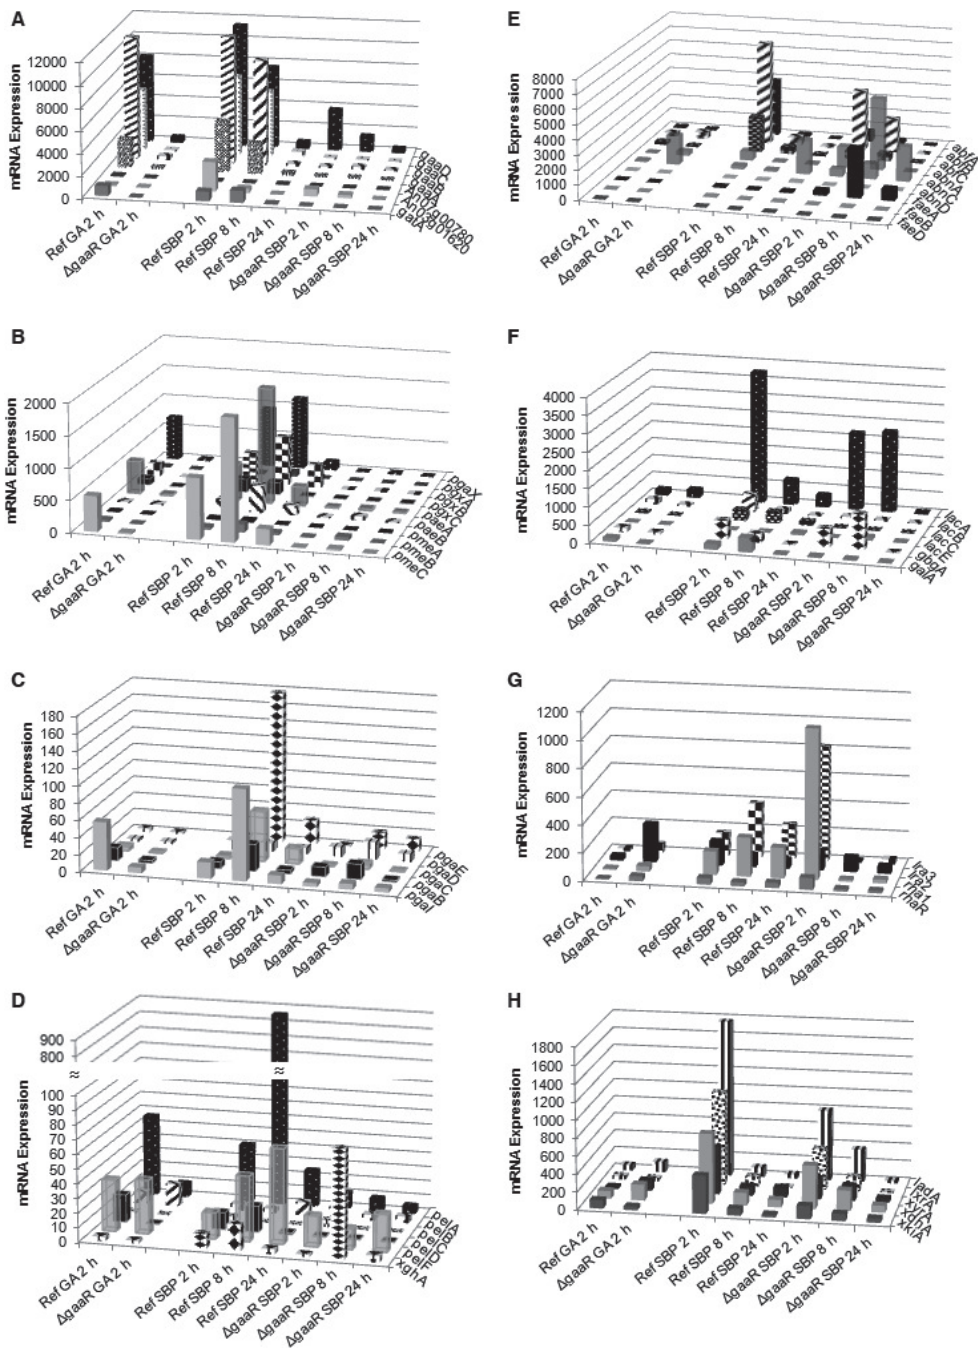 A
mRNA Expression
12000
10000
8000
6000
4000
2000
0
Ref GA 2 h
ΔgaaR GA 2 h
Ref SBP 2 h
Ref SBP 8 h
Ref SBP 24 h
ΔgaaR SBP 2 h
ΔgaaR SBP 8 h
ΔgaaR SBP 24 h
gaaD
An03g01620
gatA
B
mRNA Expression
2000
1500
1000
500
0
Ref GA 2 h
ΔgaaR GA 2 h
Ref SBP 2 h
Ref SBP 8 h
Ref SBP 24 h
ΔgaaR SBP 2 h
ΔgaaR SBP 8 h
ΔgaaR SBP 24 h
pgaX
pgxA
pgxB
pgxC
paeA
paeB
pmeA
pmeB
pmeC
C
mRNA Expression
180
160
140
120
100
80
60
40
20
0
Ref GA 2 h
ΔgaaR GA 2 h
Ref SBP 2 h
Ref SBP 8 h
Ref SBP 24 h
ΔgaaR SBP 2 h
ΔgaaR SBP 8 h
ΔgaaR SBP 24 h
pgaE
pgaD
pgaC
pgaB
pgaI
D
mRNA Expression
900
800
≈
≈
100
90
80
70
60
50
40
30
20
10
0
Ref GA 2 h
ΔgaaR GA 2 h
Ref SBP 2 h
Ref SBP 8 h
Ref SBP 24 h
ΔgaaR SBP 2 h
ΔgaaR SBP 8 h
ΔgaaR SBP 24 h
pelA
pelB
pelC
pelD
pelF
xghA
E
mRNA Expression
8000
7000
6000
5000
4000
3000
2000
1000
0
Ref GA 2 h
ΔgaaR GA 2 h
Ref SBP 2 h
Ref SBP 8 h
Ref SBP 24 h
ΔgaaR SBP 2 h
ΔgaaR SBP 8 h
ΔgaaR SBP 24 h
abnC
abnD
faeA
faeB
faeD
F
mRNA Expression
4000
3500
3000
2500
2000
1500
1000
500
0
Ref GA 2 h
ΔgaaR GA 2 h
Ref SBP 2 h
Ref SBP 8 h
Ref SBP 24 h
ΔgaaR SBP 2 h
ΔgaaR SBP 8 h
ΔgaaR SBP 24 h
lacA
lacB
lacC
lacE
gbgA
galA
G
mRNA Expression
1200
1000
800
600
400
200
0
Ref GA 2 h
ΔgaaR GA 2 h
Ref SBP 2 h
Ref SBP 8 h
Ref SBP 24 h
ΔgaaR SBP 2 h
ΔgaaR SBP 8 h
ΔgaaR SBP 24 h
lra3
lra2
rha1
rhaR
H
mRNA Expression
1800
1600
1400
1200
1000
800
600
400
200
0
Ref GA 2 h
ΔgaaR GA 2 h
Ref SBP 2 h
Ref SBP 8 h
Ref SBP 24 h
ΔgaaR SBP 2 h
ΔgaaR SBP 8 h
ΔgaaR SBP 24 h
ladA
lxrA
xyrA
xdhA
xkiA